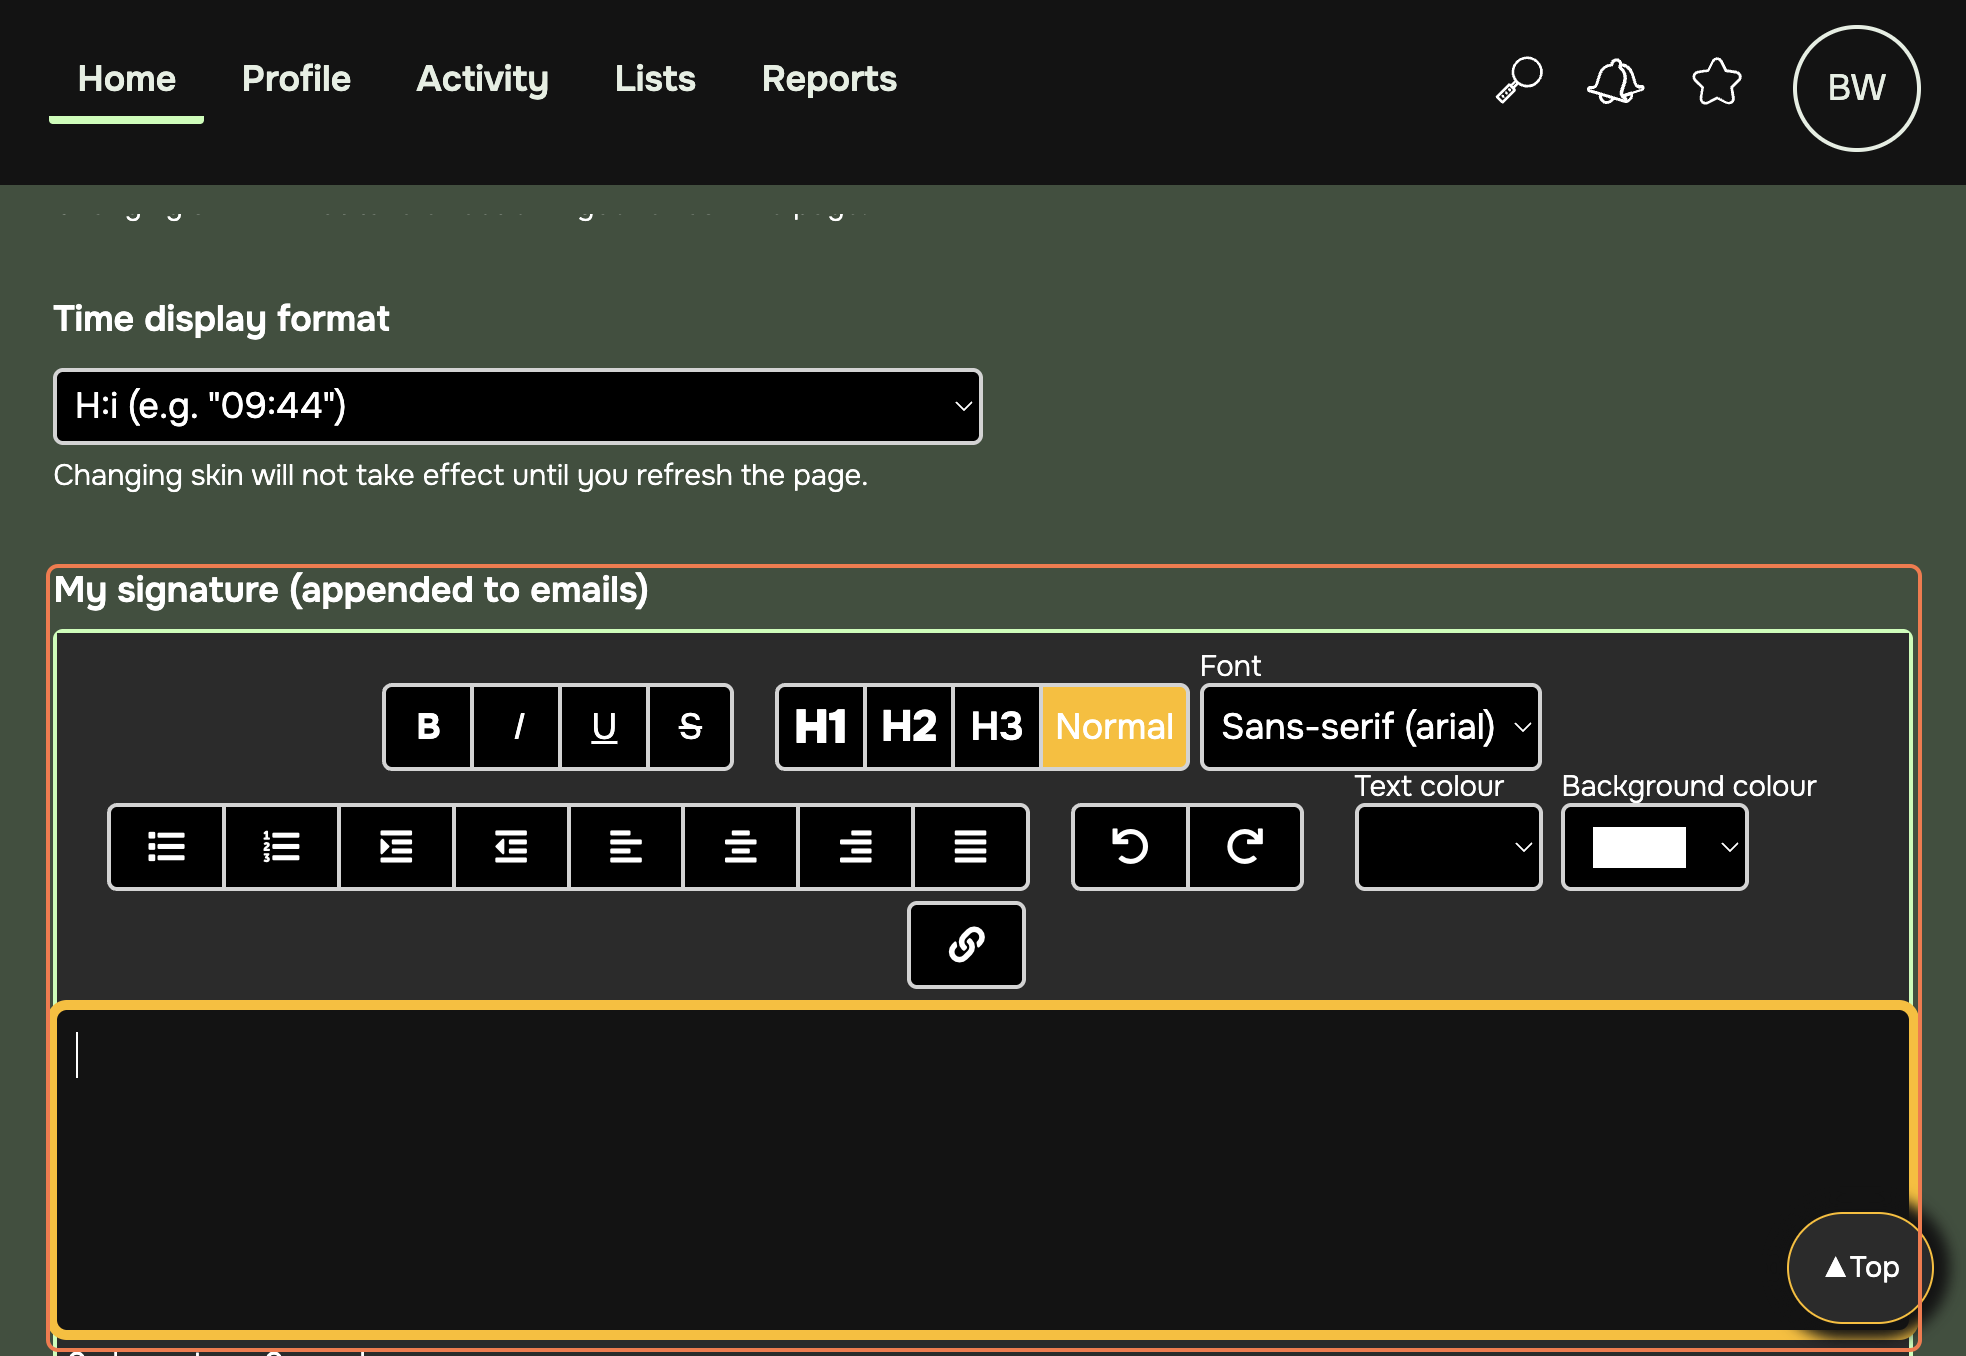 Home Profile Activity Lists Reports BW
Time display format
H:i (e.g. "09:44")
Changing skin will not take effect until you refresh the page.
My signature (appended to emails)
Font
B I U S H1 H2 H3 Normal Sans-serif (arial)
Text colour Background colour
▲Top